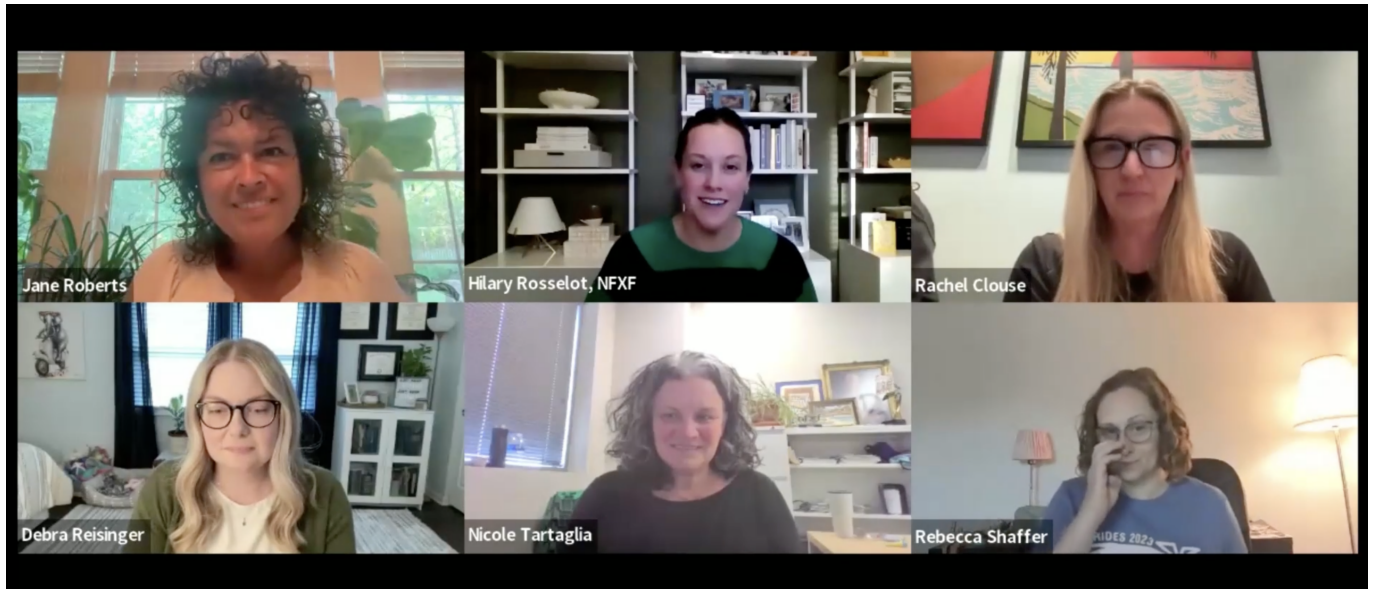 Jane Roberts
Hilary Rosselot, NFXF
Rachel Clouse
Debra Reisinger
Nicole Tartaglia
Rebecca Shaffer
RIDES 2023